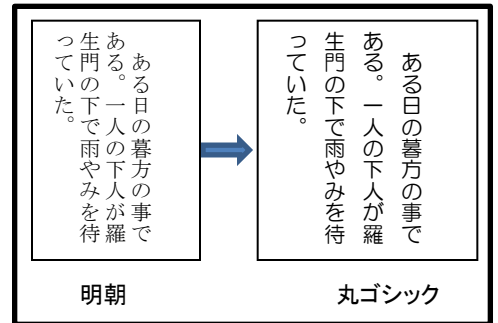 ある日の暮方の事で
ある。一人の下人が羅
生門の下で雨やみを待
っていた。
明朝
ある日の暮方の事で
ある。一人の下人が羅
生門の下で雨やみを待
っていた。
丸ゴシック